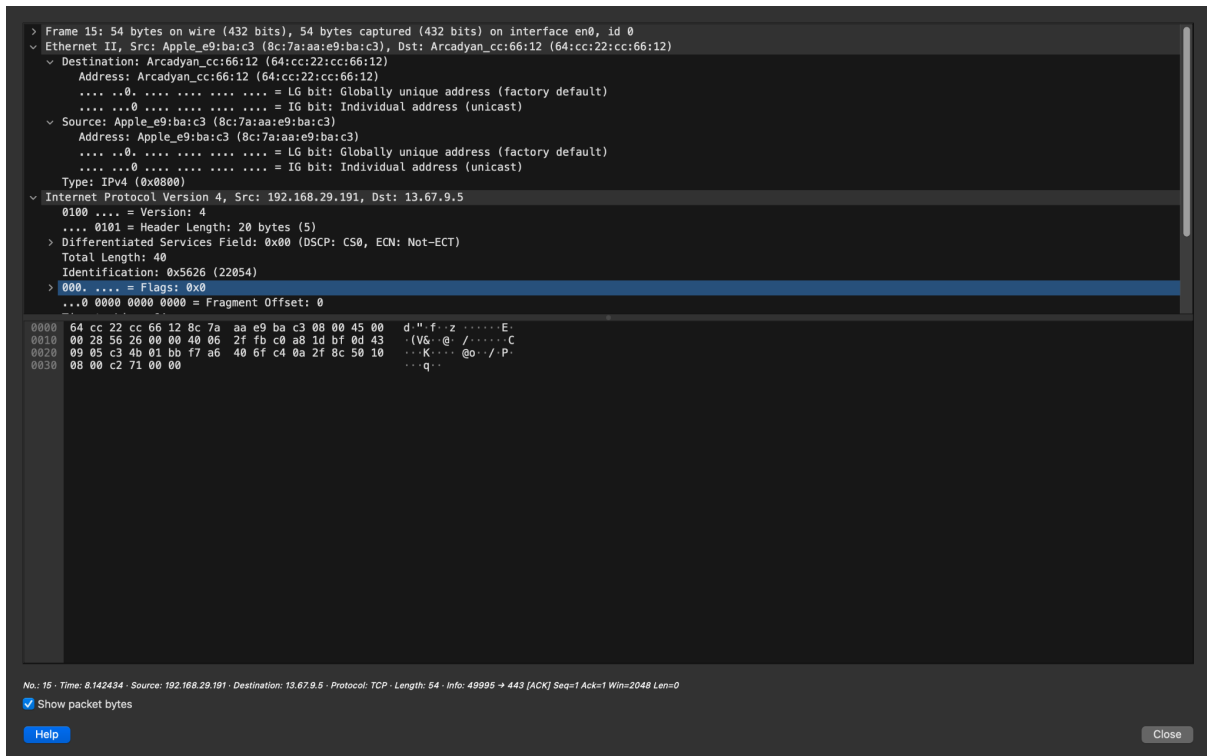 > Frame 15: 54 bytes on wire (432 bits), 54 bytes captured (432 bits) on interface en0, id 0
Ethernet II, Src: Apple_e9:ba:c3 (8c:7a:aa:e9:ba:c3), Dst: Arcadyan_cc:66:12 (64:cc:22:cc:66:12)
Destination: Arcadyan_cc:66:12 (64:cc:22:cc:66:12)
Address: Arcadyan_cc:66:12 (64:cc:22:cc:66:12)
.... ..0. .... .... .... .... = LG bit: Globally unique address (factory default)
.... ...0 .... .... .... .... = IG bit: Individual address (unicast)
Source: Apple_e9:ba:c3 (8c:7a:aa:e9:ba:c3)
Address: Apple_e9:ba:c3 (8c:7a:aa:e9:ba:c3)
.... ..0. .... .... .... .... = LG bit: Globally unique address (factory default)
.... ...0 .... .... .... .... = IG bit: Individual address (unicast)
Type: IPv4 (0x0800)
Internet Protocol Version 4, Src: 192.168.29.191, Dst: 13.67.9.5
0100 .... = Version: 4
.... 0101 = Header Length: 20 bytes (5)
> Differentiated Services Field: 0x00 (DSCP: CS0, ECN: Not-ECT)
Total Length: 40
Identification: 0x5626 (22054)
> 000. .... = Flags: 0x0
...0 0000 0000 0000 = Fragment Offset: 0
0000 64 cc 22 cc 66 12 8c 7a aa e9 ba c3 08 00 45 00 d·"·f··z ······E·
0010 00 28 56 26 00 00 40 06 2f fb c0 a8 1d bf 0d 43 ·(V&··@· /······C
0020 09 05 c3 4b 01 bb f7 a6 40 6f c4 0a 2f 8c 50 10 ···K···· @o··/·P·
0030 08 00 c2 71 00 00 ···q··
No.: 15 · Time: 8.142434 · Source: 192.168.29.191 · Destination: 13.67.9.5 · Protocol: TCP · Length: 54 · Info: 49995 → 443 [ACK] Seq=1 Ack=1 Win=2048 Len=0
Show packet bytes
Help
Close